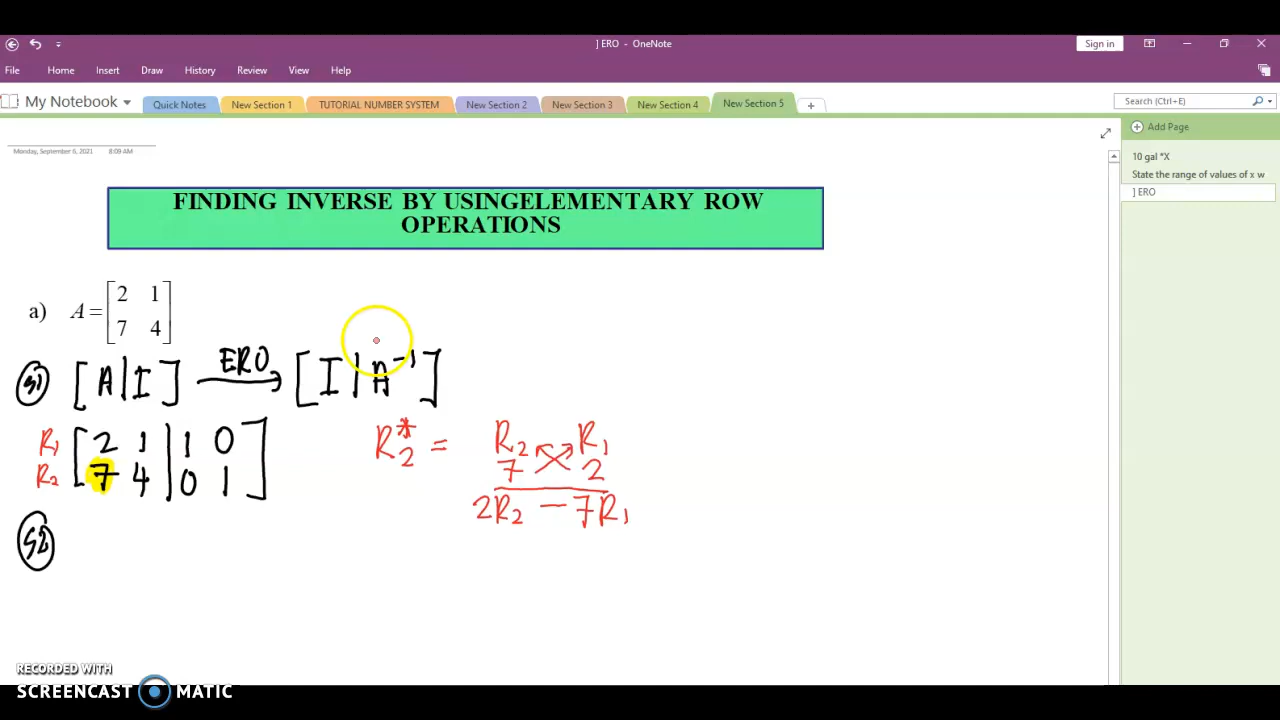 ] ERO - OneNote
Sign in
File Home Insert Draw History Review View Help
My Notebook
Quick Notes New Section 1 TUTORIAL NUMBER SYSTEM New Section 2 New Section 3 New Section 4 New Section 5 +
Search (Ctrl+E)
Add Page
10 gal *X
State the range of values of x w
] ERO
Monday, September 6, 2021 8:09 AM
FINDING INVERSE BY USINGELEMENTARY ROW
OPERATIONS
a) A = [2 1
7 4]
S1 [A|I] ERO → [I|A⁻¹]
R₁ [2 1 | 1 0
R₂ 7 4 | 0 1]
R₂* = R₂ R₁
7 2
2R₂ − 7R₁
S2
RECORDED WITH
SCREENCAST MATIC